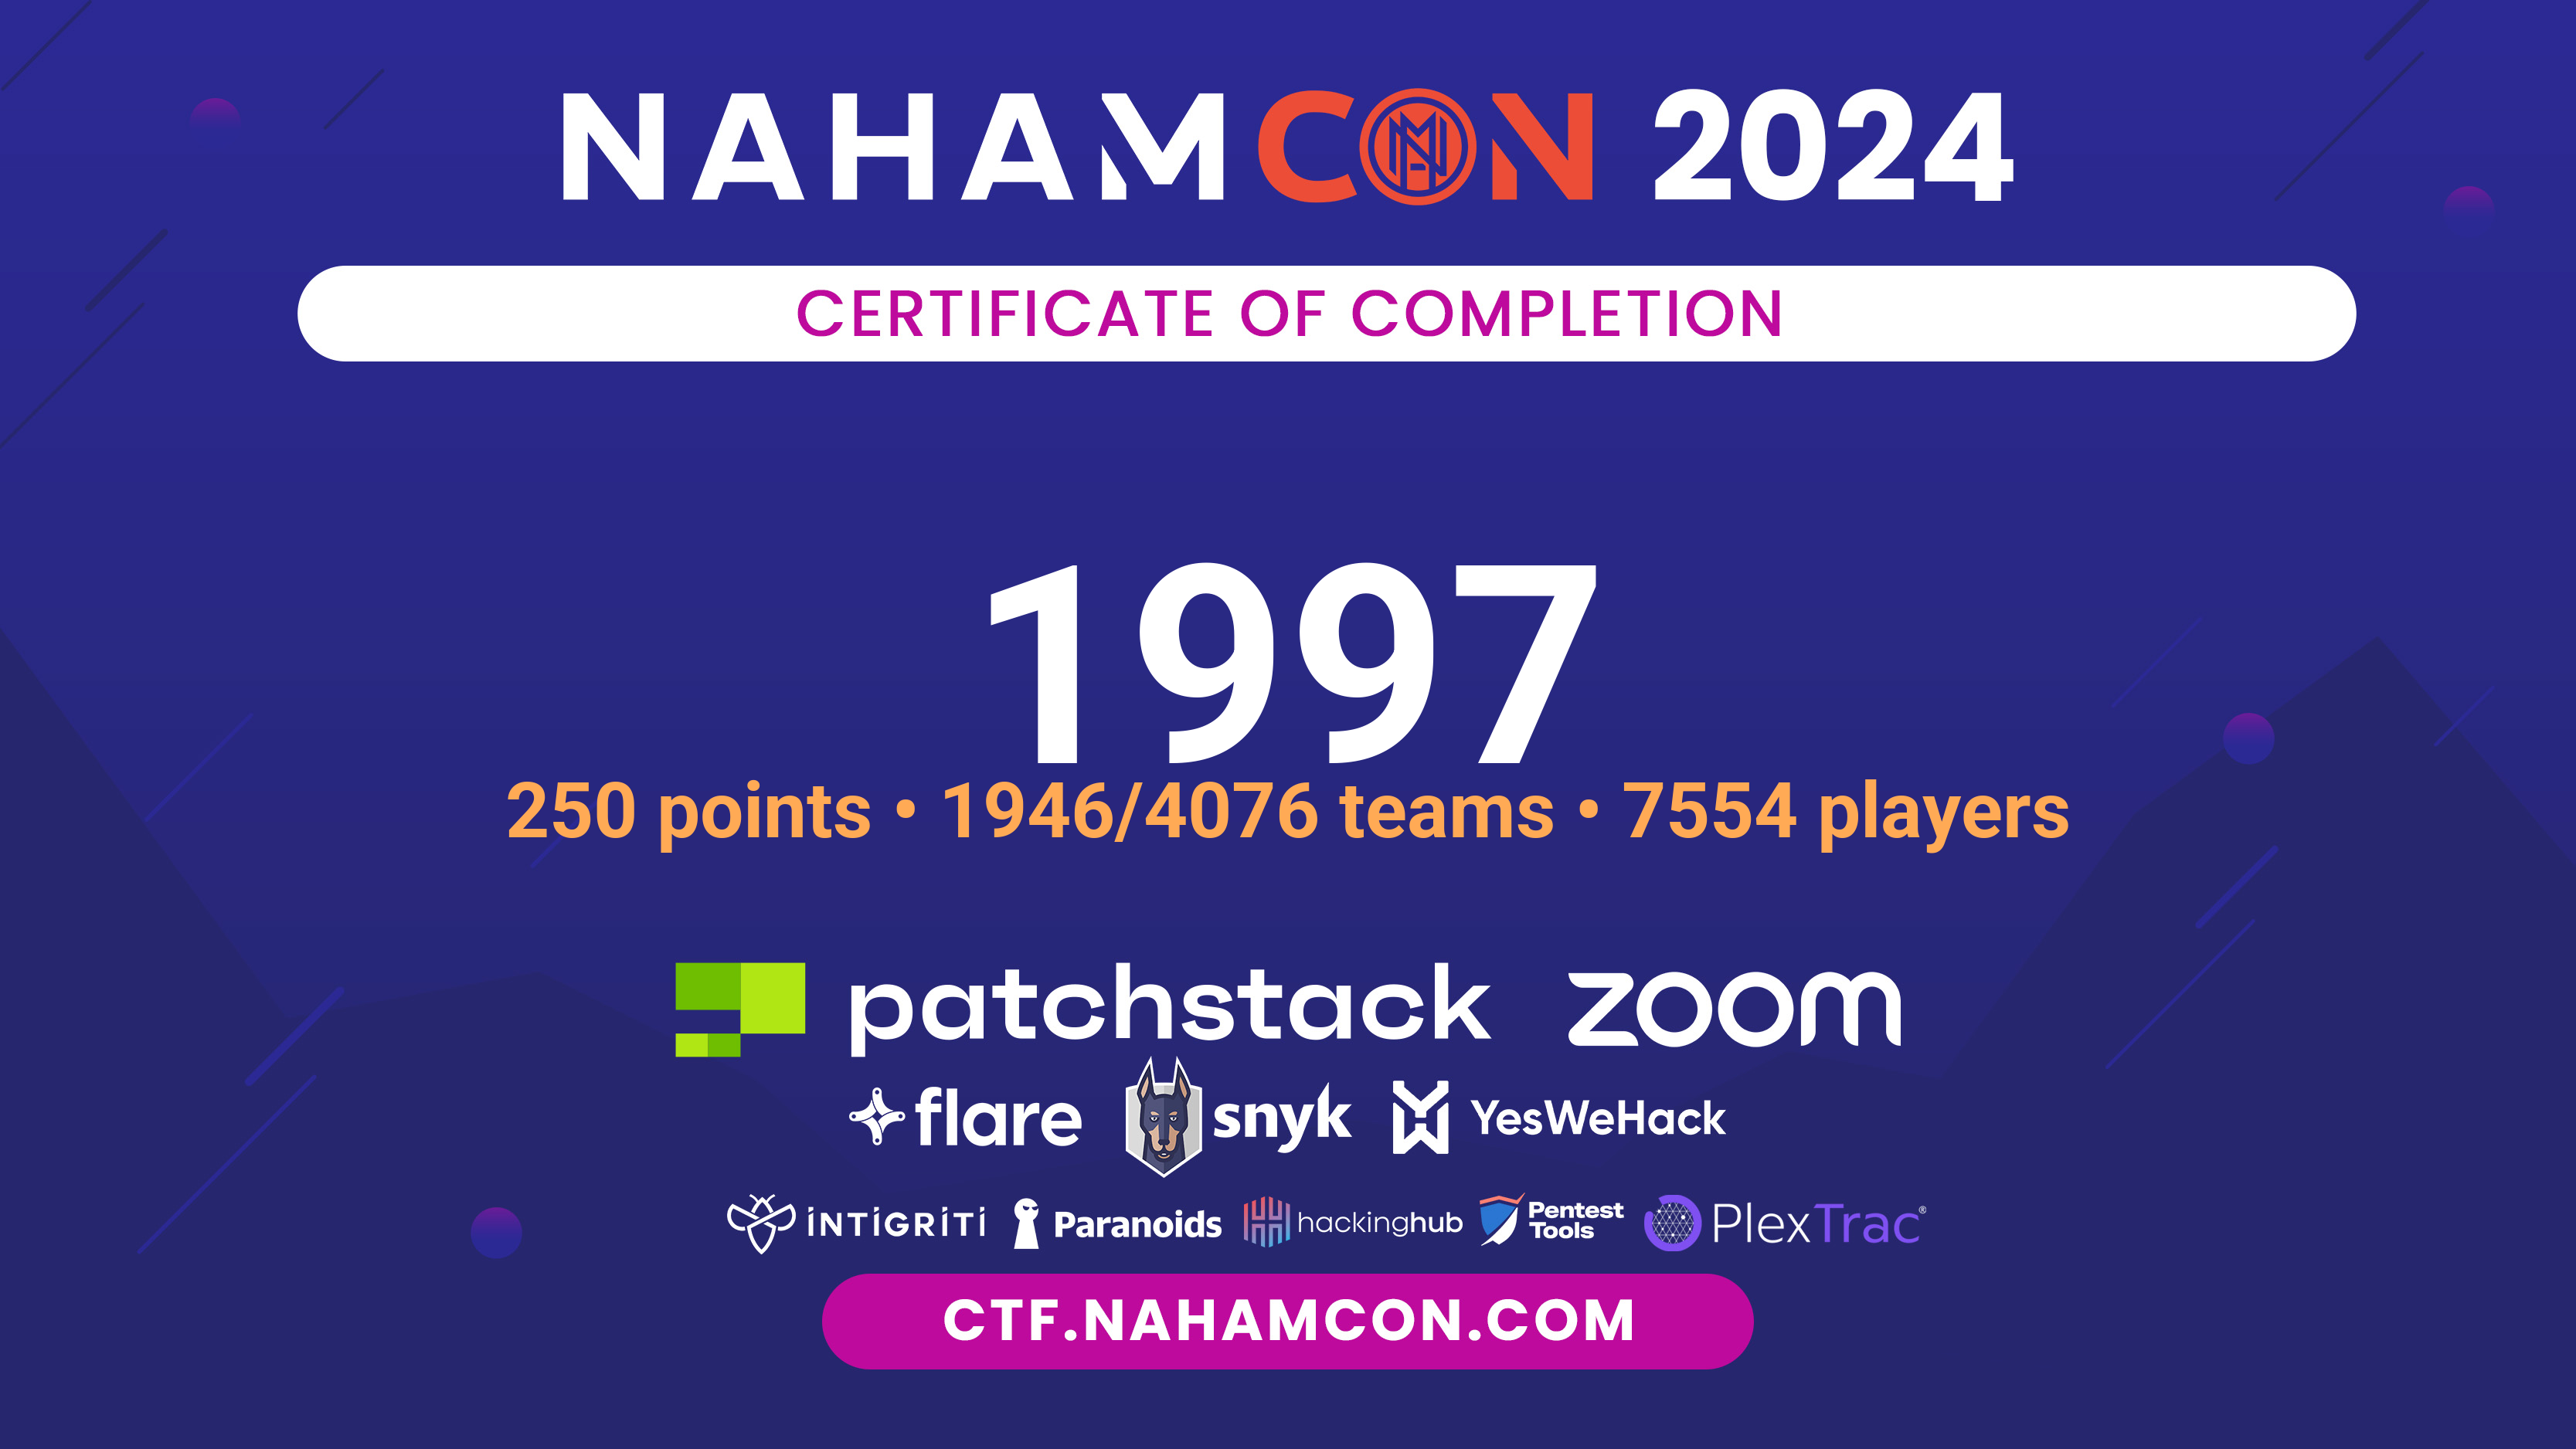 NAHAMCON 2024
CERTIFICATE OF COMPLETION
1997
250 points • 1946/4076 teams • 7554 players
patchstack zoom
flare snyk YesWeHack
INTIGRITI Paranoids hackinghub Pentest Tools PlexTrac®
CTF.NAHAMCON.COM